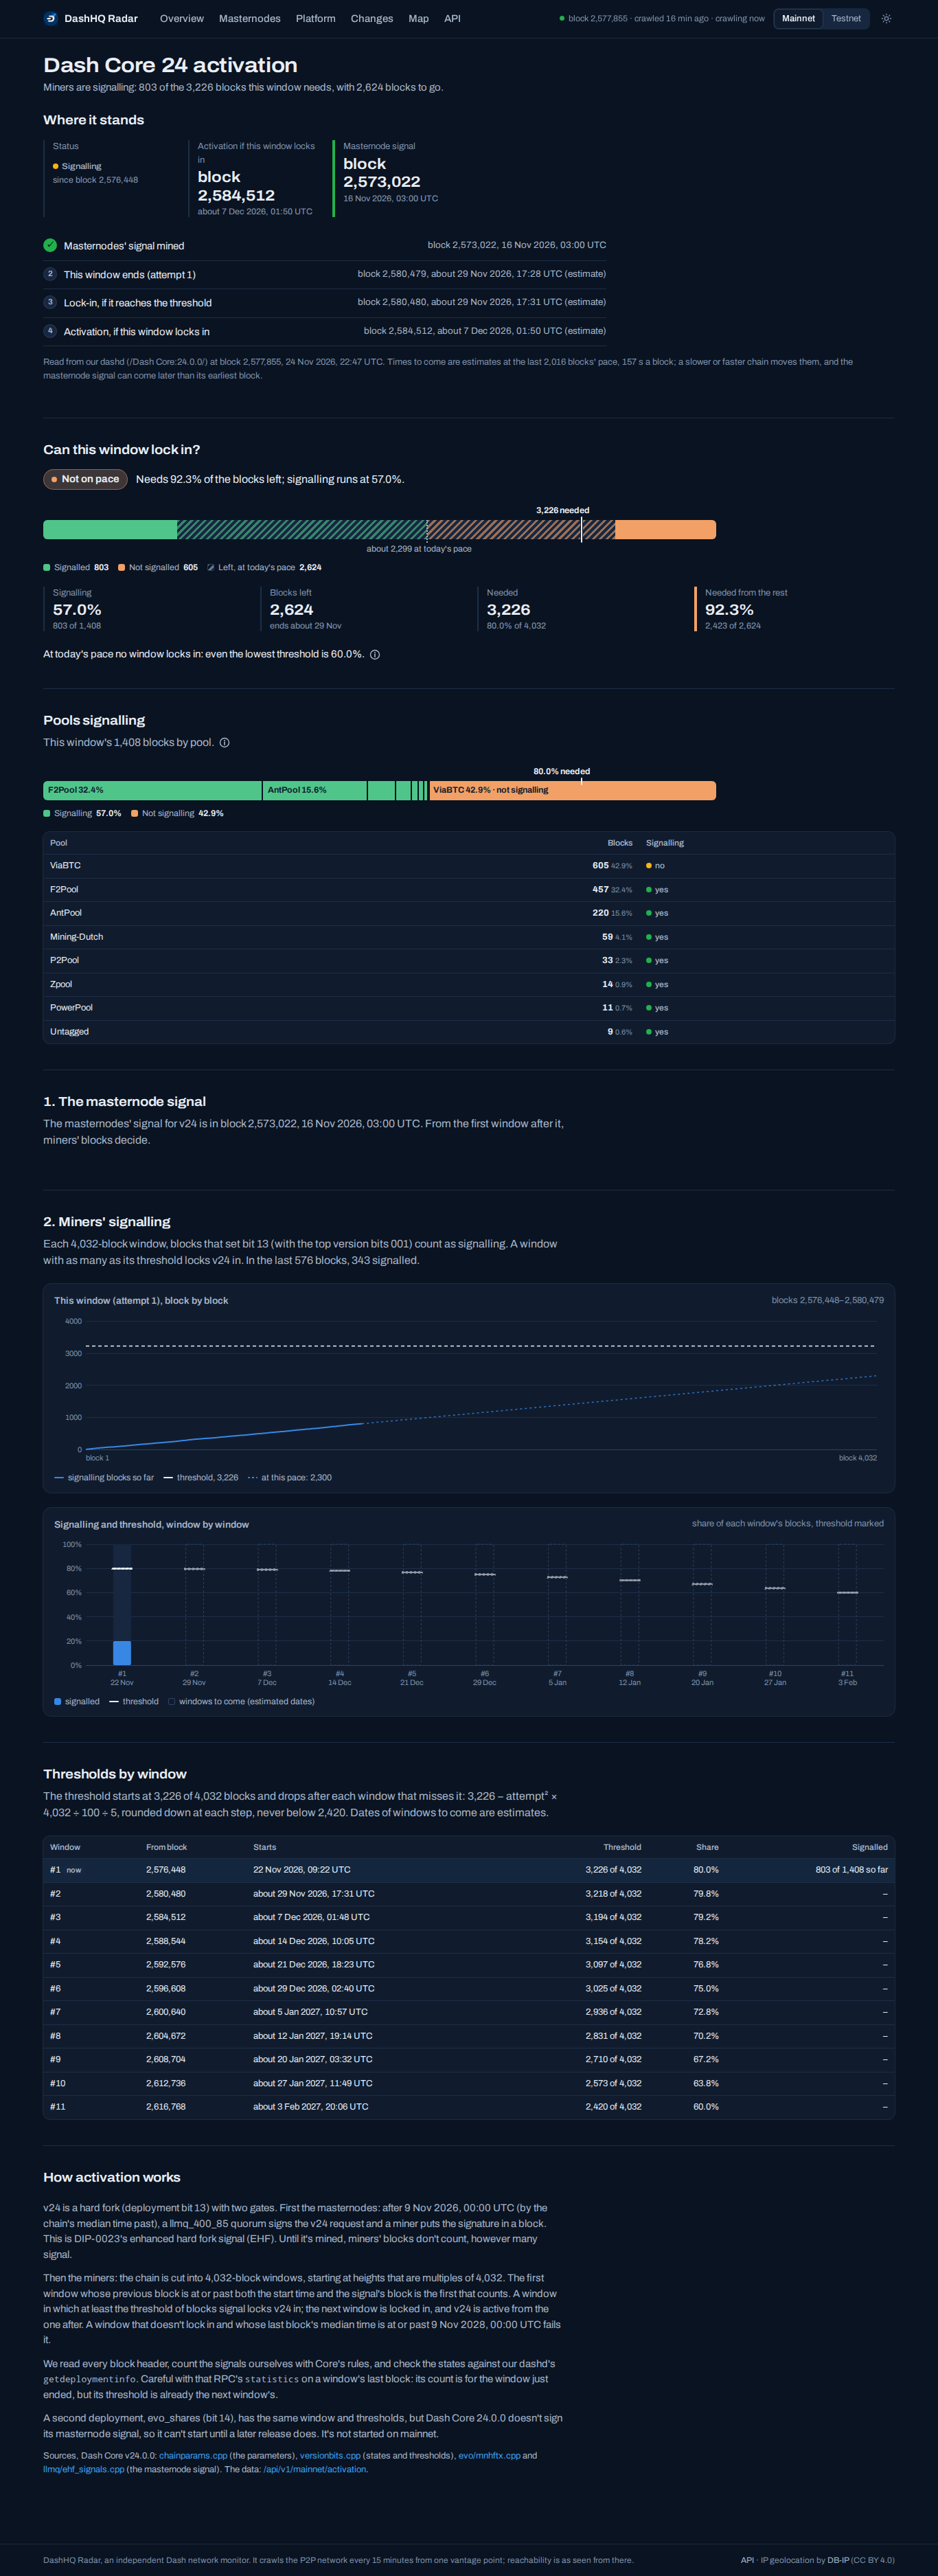 DashHQ Radar Overview Masternodes Platform Changes Map API block 2,577,855 · crawled 16 min ago · crawling now Mainnet Testnet
Dash Core 24 activation
Miners are signalling: 803 of the 3,226 blocks this window needs, with 2,624 blocks to go.
Where it stands
Status
Signalling
since block 2,576,448
Activation if this window locks
in
block
2,584,512
about 7 Dec 2026, 01:50 UTC
Masternode signal
block
2,573,022
16 Nov 2026, 03:00 UTC
✓ Masternodes' signal mined block 2,573,022, 16 Nov 2026, 03:00 UTC
2 This window ends (attempt 1) block 2,580,479, about 29 Nov 2026, 17:28 UTC (estimate)
3 Lock-in, if it reaches the threshold block 2,580,480, about 29 Nov 2026, 17:31 UTC (estimate)
4 Activation, if this window locks in block 2,584,512, about 7 Dec 2026, 01:50 UTC (estimate)
Read from our dashd (/Dash Core:24.0.0/) at block 2,577,855, 24 Nov 2026, 22:47 UTC. Times to come are estimates at the last 2,016 blocks' pace, 157 s a block; a slower or faster chain moves them, and the
masternode signal can come later than its earliest block.
Can this window lock in?
Not on pace Needs 92.3% of the blocks left; signalling runs at 57.0%.
3,226 needed
about 2,299 at today's pace
Signalled 803 Not signalled 605 Left, at today's pace 2,624
Signalling
57.0%
803 of 1,408
Blocks left
2,624
ends about 29 Nov
Needed
3,226
80.0% of 4,032
Needed from the rest
92.3%
2,423 of 2,624
At today's pace no window locks in: even the lowest threshold is 60.0%.
Pools signalling
This window's 1,408 blocks by pool.
80.0% needed
F2Pool 32.4% AntPool 15.6% ViaBTC 42.9% · not signalling
Signalling 57.0% Not signalling 42.9%
Pool Blocks Signalling
ViaBTC 605 42.9% no
F2Pool 457 32.4% yes
AntPool 220 15.6% yes
Mining-Dutch 59 4.1% yes
P2Pool 33 2.3% yes
Zpool 14 0.9% yes
PowerPool 11 0.7% yes
Untagged 9 0.6% yes
1. The masternode signal
The masternodes' signal for v24 is in block 2,573,022, 16 Nov 2026, 03:00 UTC. From the first window after it,
miners' blocks decide.
2. Miners' signalling
Each 4,032-block window, blocks that set bit 13 (with the top version bits 001) count as signalling. A window
with as many as its threshold locks v24 in. In the last 576 blocks, 343 signalled.
This window (attempt 1), block by block blocks 2,576,448–2,580,479
4000
3000
2000
1000
0
block 1 block 4,032
signalling blocks so far threshold, 3,226 at this pace: 2,300
Signalling and threshold, window by window share of each window's blocks, threshold marked
100%
80%
60%
40%
20%
0%
#1 #2 #3 #4 #5 #6 #7 #8 #9 #10 #11
22 Nov 29 Nov 7 Dec 14 Dec 21 Dec 29 Dec 5 Jan 12 Jan 20 Jan 27 Jan 3 Feb
signalled threshold windows to come (estimated dates)
Thresholds by window
The threshold starts at 3,226 of 4,032 blocks and drops after each window that misses it: 3,226 − attempt² ×
4,032 ÷ 100 ÷ 5, rounded down at each step, never below 2,420. Dates of windows to come are estimates.
Window From block Starts Threshold Share Signalled
#1 now 2,576,448 22 Nov 2026, 09:22 UTC 3,226 of 4,032 80.0% 803 of 1,408 so far
#2 2,580,480 about 29 Nov 2026, 17:31 UTC 3,218 of 4,032 79.8% –
#3 2,584,512 about 7 Dec 2026, 01:48 UTC 3,194 of 4,032 79.2% –
#4 2,588,544 about 14 Dec 2026, 10:05 UTC 3,154 of 4,032 78.2% –
#5 2,592,576 about 21 Dec 2026, 18:23 UTC 3,097 of 4,032 76.8% –
#6 2,596,608 about 29 Dec 2026, 02:40 UTC 3,025 of 4,032 75.0% –
#7 2,600,640 about 5 Jan 2027, 10:57 UTC 2,936 of 4,032 72.8% –
#8 2,604,672 about 12 Jan 2027, 19:14 UTC 2,831 of 4,032 70.2% –
#9 2,608,704 about 20 Jan 2027, 03:32 UTC 2,710 of 4,032 67.2% –
#10 2,612,736 about 27 Jan 2027, 11:49 UTC 2,573 of 4,032 63.8% –
#11 2,616,768 about 3 Feb 2027, 20:06 UTC 2,420 of 4,032 60.0% –
How activation works
v24 is a hard fork (deployment bit 13) with two gates. First the masternodes: after 9 Nov 2026, 00:00 UTC (by the
chain's median time past), a llmq_400_85 quorum signs the v24 request and a miner puts the signature in a block.
This is DIP-0023's enhanced hard fork signal (EHF). Until it's mined, miners' blocks don't count, however many
signal.
Then the miners: the chain is cut into 4,032-block windows, starting at heights that are multiples of 4,032. The first
window whose previous block is at or past both the start time and the signal's block is the first that counts. A window
in which at least the threshold of blocks signal locks v24 in; the next window is locked in, and v24 is active from the
one after. A window that doesn't lock in and whose last block's median time is at or past 9 Nov 2028, 00:00 UTC fails
it.
We read every block header, count the signals ourselves with Core's rules, and check the states against our dashd's
getdeploymentinfo. Careful with that RPC's statistics on a window's last block: its count is for the window just
ended, but its threshold is already the next window's.
A second deployment, evo_shares (bit 14), has the same window and thresholds, but Dash Core 24.0.0 doesn't sign
its masternode signal, so it can't start until a later release does. It's not started on mainnet.
Sources, Dash Core v24.0.0: chainparams.cpp (the parameters), versionbits.cpp (states and thresholds), evo/mnhftx.cpp and
llmq/ehf_signals.cpp (the masternode signal). The data: /api/v1/mainnet/activation.
DashHQ Radar, an independent Dash network monitor. It crawls the P2P network every 15 minutes from one vantage point; reachability is as seen from there. API · IP geolocation by DB-IP (CC BY 4.0)